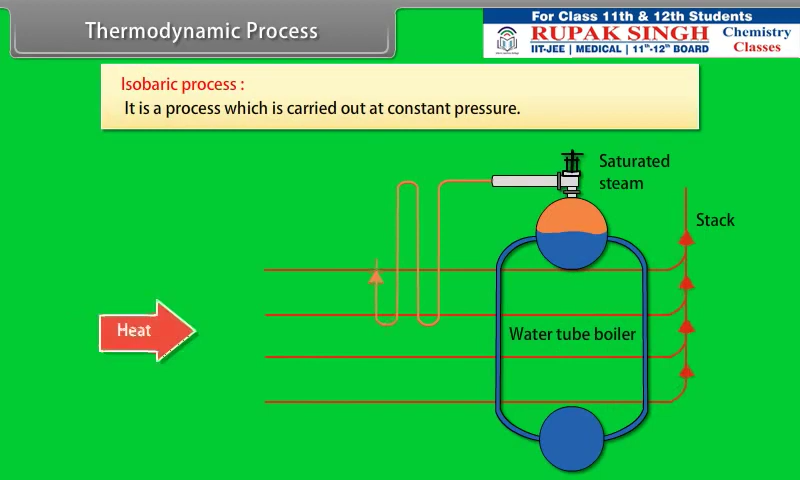 Thermodynamic Process
For Class 11th & 12th Students
RUPAK SINGH
IIT-JEE | MEDICAL | 11th-12th BOARD
Chemistry
Classes
Isobaric process :
It is a process which is carried out at constant pressure.
Saturated
steam
Stack
Heat
Water tube boiler